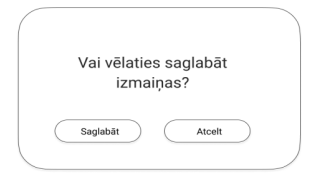 Vai vēlaties saglabāt
izmaiņas?
Saglabāt
Atcelt